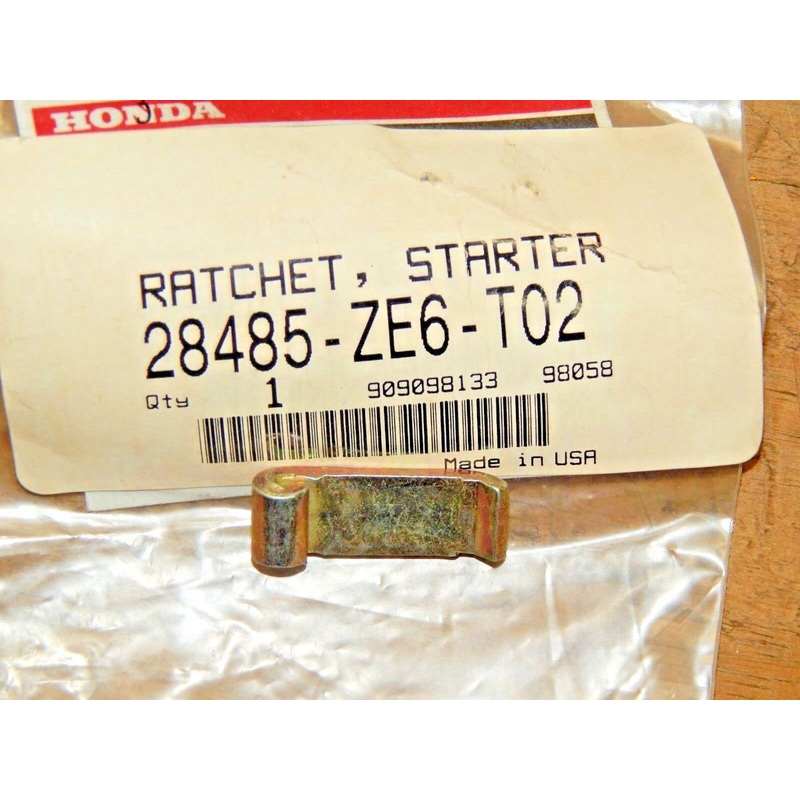 HONDA
RATCHET, STARTER
28485-ZE6-T02
Qty 1 909098133 98058
Made in USA